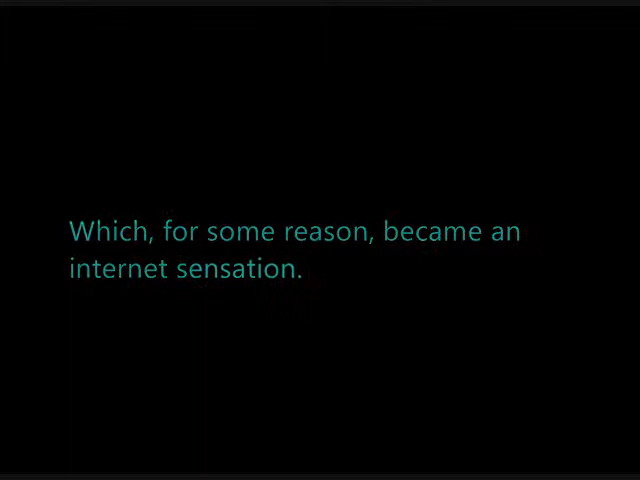 Which, for some reason, became an
internet sensation.